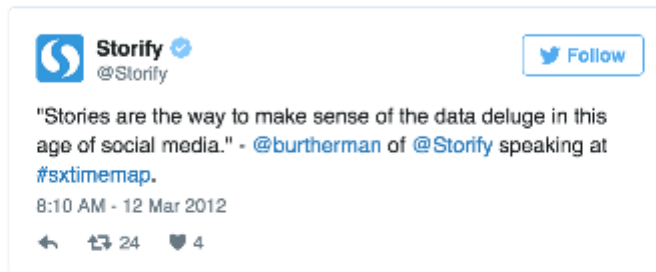 Storify
@Storify
Follow
"Stories are the way to make sense of the data deluge in this
age of social media." - @burtherman of @Storify speaking at
#sxtimemap.
8:10 AM - 12 Mar 2012
24 4